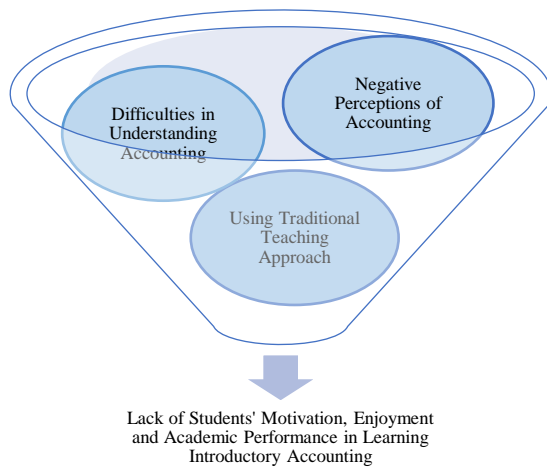 Negative
Perceptions of
Accounting
Difficulties in
Understanding
Accounting
Using Traditional
Teaching
Approach
Lack of Students' Motivation, Enjoyment
and Academic Performance in Learning
Introductory Accounting